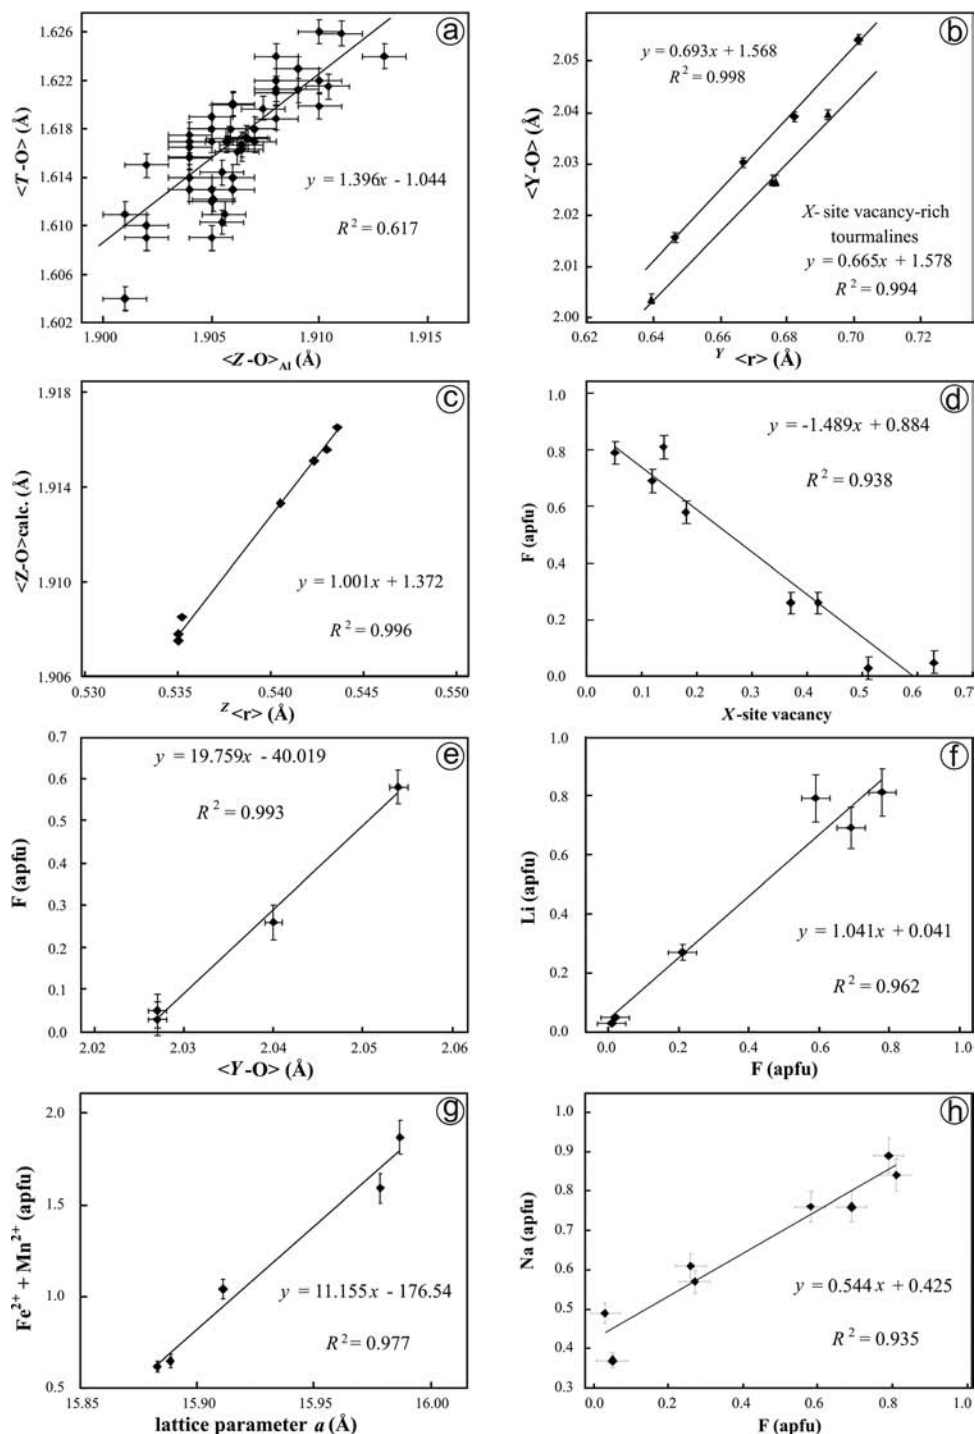 a
1.626
1.622
1.618
1.614
1.610
1.606
1.602
<T-O> (Å)
y = 1.396x - 1.044
R² = 0.617
1.900 1.905 1.910 1.915
<Z-O>Al (Å)
b
2.05
2.04
2.03
2.02
2.01
2.00
<Y-O> (Å)
y = 0.693x + 1.568
R² = 0.998
X- site vacancy-rich
tourmalines
y = 0.665x + 1.578
R² = 0.994
0.62 0.64 0.66 0.68 0.70
Y <r> (Å)
c
1.918
1.914
1.910
1.906
<Z-O>calc. (Å)
y = 1.001x + 1.372
R² = 0.996
0.530 0.535 0.540 0.545 0.550
Z <r> (Å)
d
1.0
0.8
0.6
0.4
0.2
0.0
F (apfu)
y = -1.489x + 0.884
R² = 0.938
0.0 0.1 0.2 0.3 0.4 0.5 0.6 0.7
X-site vacancy
e
0.7
0.6
0.5
0.4
0.3
0.2
0.1
0.0
F (apfu)
y = 19.759x - 40.019
R² = 0.993
2.02 2.03 2.04 2.05 2.06
<Y-O> (Å)
f
1.0
0.8
0.6
0.4
0.2
0.0
Li (apfu)
y = 1.041x + 0.041
R² = 0.962
0.0 0.2 0.4 0.6 0.8 1.0
F (apfu)
g
2.0
1.5
1.0
0.5
Fe²⁺ + Mn²⁺ (apfu)
y = 11.155x - 176.54
R² = 0.977
15.85 15.90 15.95 16.00
lattice parameter a (Å)
h
1.0
0.9
0.8
0.7
0.6
0.5
0.4
0.3
Na (apfu)
y = 0.544x + 0.425
R² = 0.935
0.0 0.2 0.4 0.6 0.8 1.0
F (apfu)